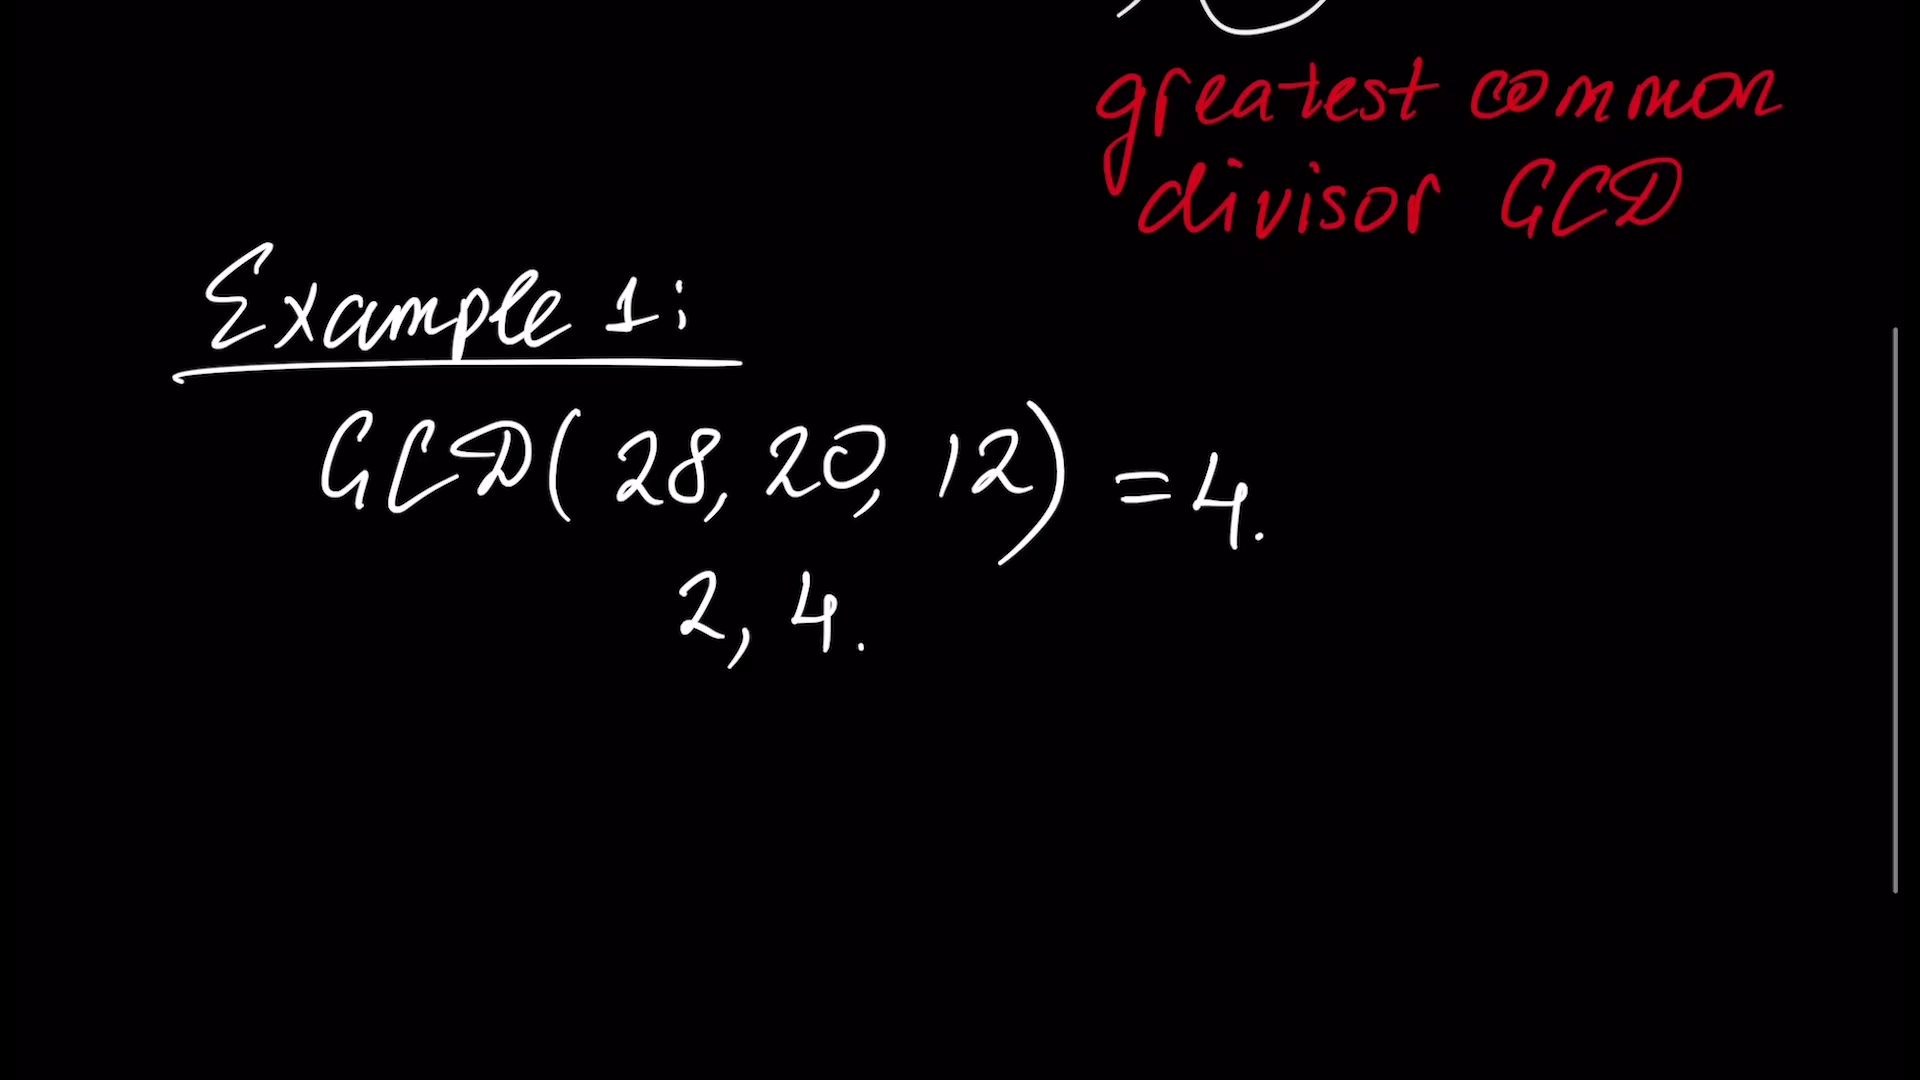 greatest common
divisor GCD
Example 1:
GCD( 28, 20, 12) = 4.
2, 4.